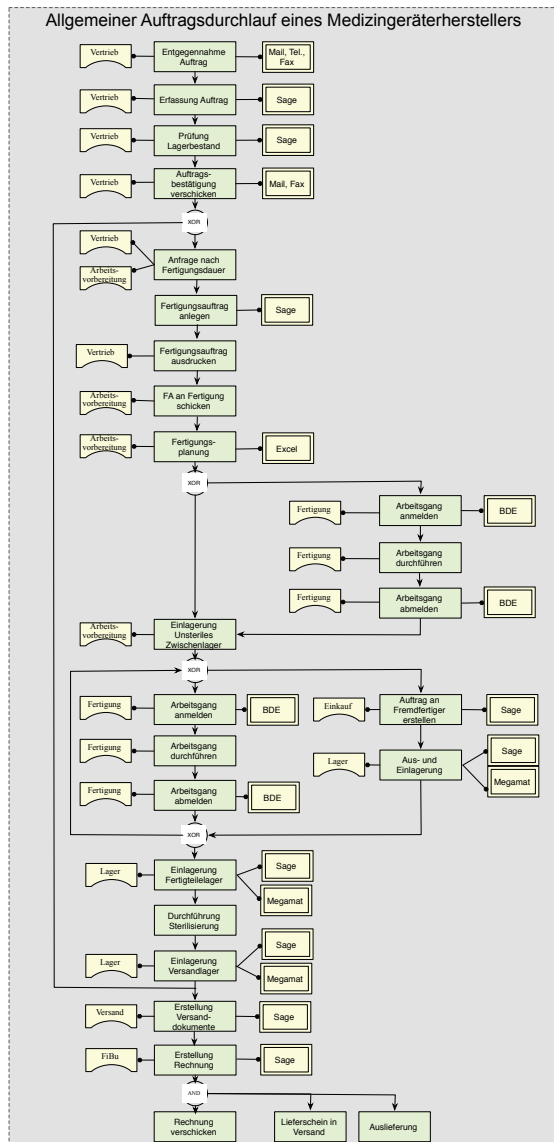 Allgemeiner Auftragsdurchlauf eines Medizingeräterherstellers
Vertrieb
Entgegennahme
Auftrag
Mail, Tel.,
Fax
Vertrieb
Erfassung Auftrag
Sage
Vertrieb
Prüfung
Lagerbestand
Sage
Vertrieb
Auftrags-
bestätigung
verschicken
Mail, Fax
XOR
Vertrieb
Arbeits-
vorbereitung
Anfrage nach
Fertigungsdauer
Fertigungsauftrag
anlegen
Sage
Vertrieb
Fertigungsauftrag
ausdrucken
Arbeits-
vorbereitung
FA an Fertigung
schicken
Arbeits-
vorbereitung
Fertigungs-
planung
Excel
XOR
Fertigung
Arbeitsgang
anmelden
BDE
Fertigung
Arbeitsgang
durchführen
Fertigung
Arbeitsgang
abmelden
BDE
Arbeits-
vorbereitung
Einlagerung
Unsteriles
Zwischenlager
XOR
Fertigung
Arbeitsgang
anmelden
BDE
Einkauf
Auftrag an
Fremdfertiger
erstellen
Sage
Fertigung
Arbeitsgang
durchführen
Lager
Aus- und
Einlagerung
Sage
Megamat
Fertigung
Arbeitsgang
abmelden
BDE
XOR
Lager
Einlagerung
Fertigteilelager
Sage
Megamat
Durchführung
Sterilisierung
Lager
Einlagerung
Versandlager
Sage
Megamat
Versand
Erstellung
Versand-
dokumente
Sage
FiBu
Erstellung
Rechnung
Sage
AND
Rechnung
verschicken
Lieferschein in
Versand
Auslieferung